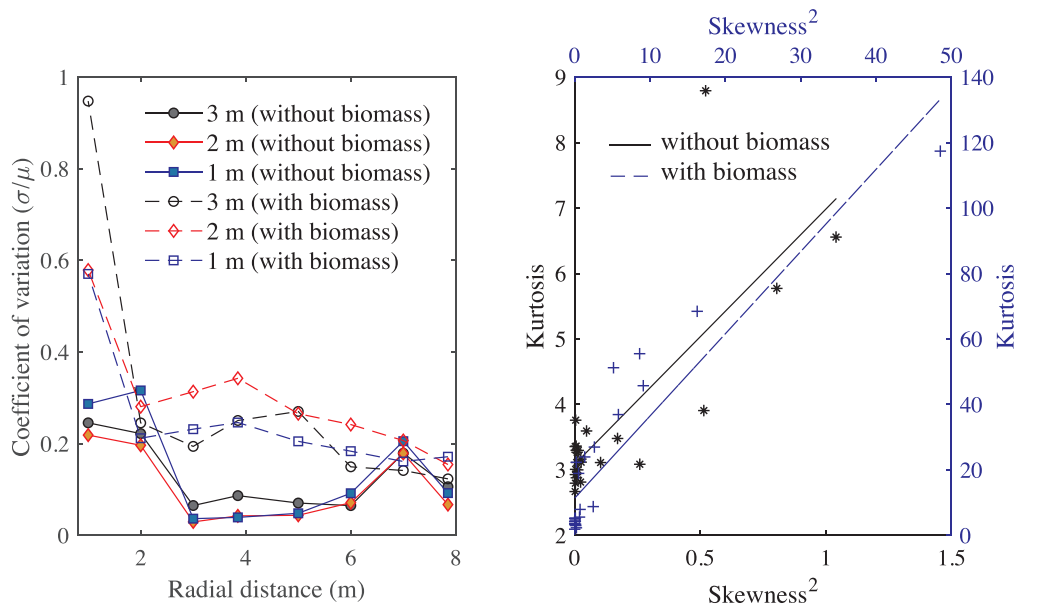 1
0.8
0.6
0.4
0.2
0
2
4
6
8
Radial distance (m)
Coefficient of variation (σ/μ)
3 m (without biomass)
2 m (without biomass)
1 m (without biomass)
3 m (with biomass)
2 m (with biomass)
1 m (with biomass)
Skewness²
0
10
20
30
40
50
9
8
7
6
5
4
3
2
Kurtosis
without biomass
with biomass
140
120
100
80
60
40
20
0
Kurtosis
0
0.5
1
1.5
Skewness²